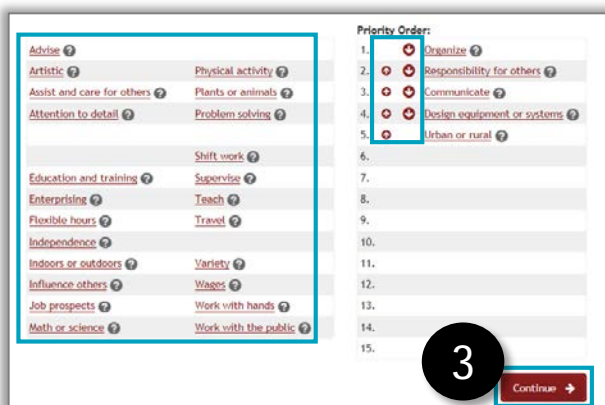 Priority Order:
Advise
Artistic Physical activity
Assist and care for others Plants or animals
Attention to detail Problem solving
Shift work
Education and training Supervise
Enterprising Teach
Flexible hours Travel
Independence
Indoors or outdoors Variety
Influence others Wages
Job prospects Work with hands
Math or science Work with the public
1. Organize
2. Responsibility for others
3. Communicate
4. Design equipment or systems
5. Urban or rural
6.
7.
8.
9.
10.
11.
12.
13.
14.
15.
3
Continue